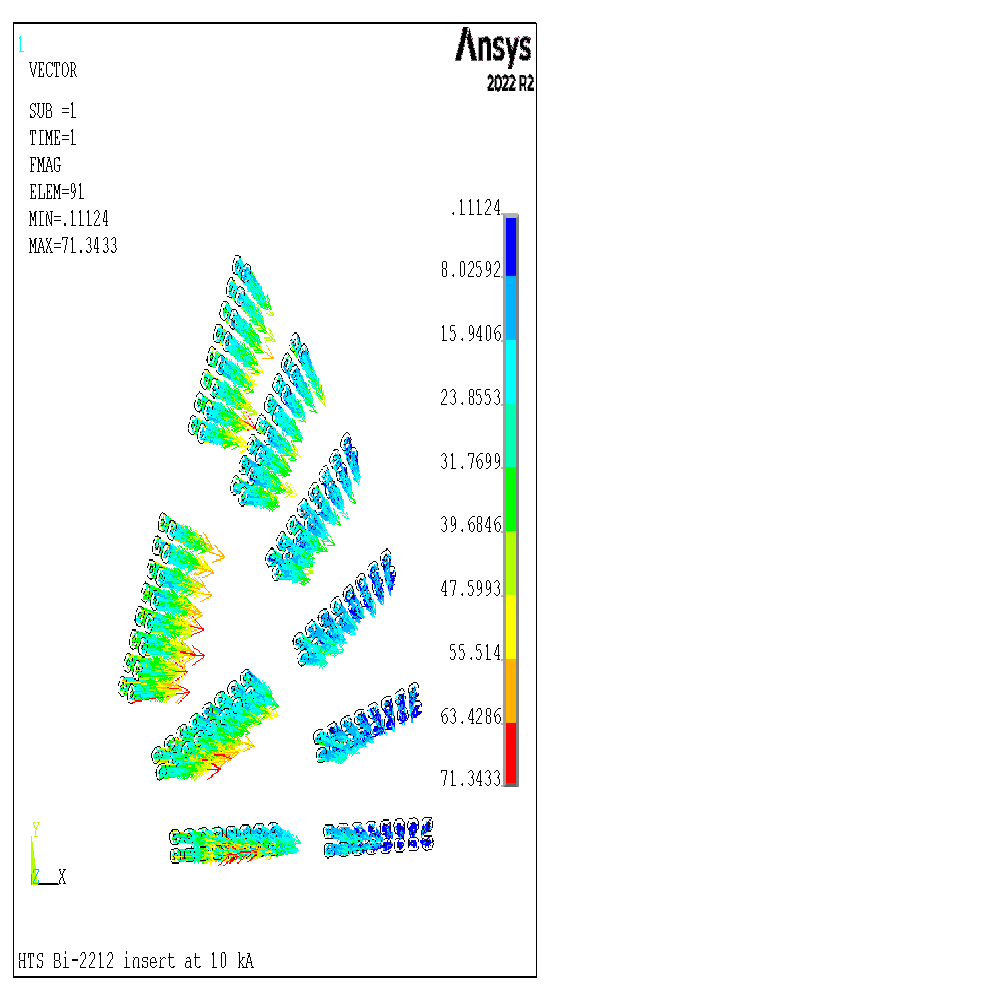 1
Ansys
2022 R2
VECTOR
SUB =1
TIME=1
FMAG
ELEM=91
MIN=.11124
MAX=71.3433
.11124
8.02592
15.9406
23.8553
31.7699
39.6846
47.5993
55.514
63.4286
71.3433
Y
Z X
HTS Bi-2212 insert at 10 kA